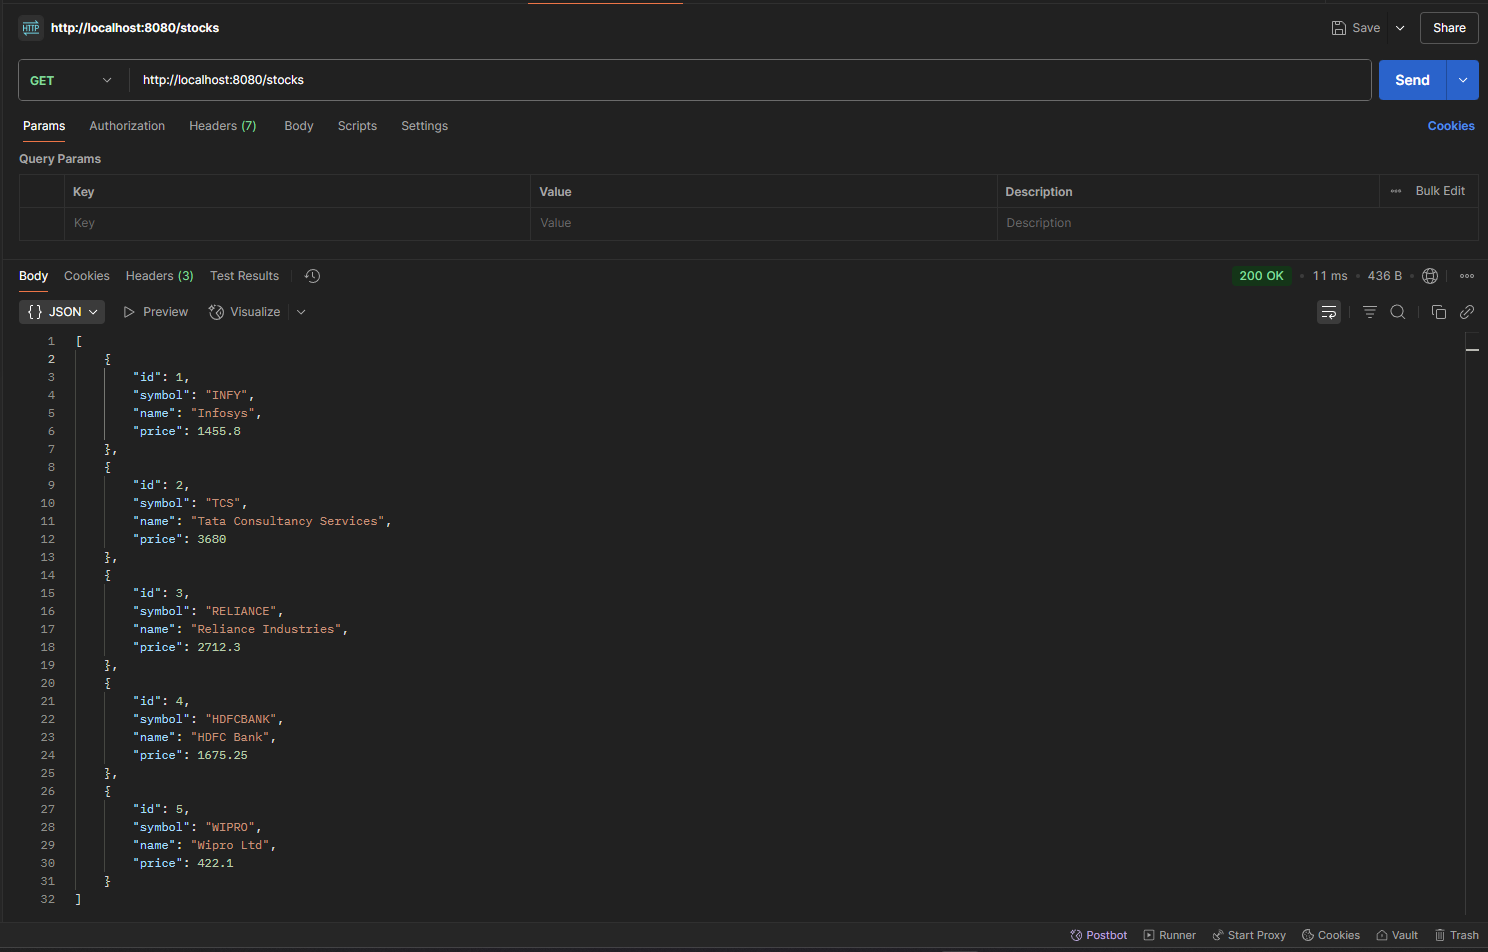 HTTP http://localhost:8080/stocks Save Share
GET http://localhost:8080/stocks Send
Params Authorization Headers (7) Body Scripts Settings Cookies
Query Params
Key Value Description ••• Bulk Edit
Key Value Description
Body Cookies Headers (3) Test Results 200 OK • 11 ms • 436 B •
{} JSON Preview Visualize
1 [
2 {
3 "id": 1,
4 "symbol": "INFY",
5 "name": "Infosys",
6 "price": 1455.8
7 },
8 {
9 "id": 2,
10 "symbol": "TCS",
11 "name": "Tata Consultancy Services",
12 "price": 3680
13 },
14 {
15 "id": 3,
16 "symbol": "RELIANCE",
17 "name": "Reliance Industries",
18 "price": 2712.3
19 },
20 {
21 "id": 4,
22 "symbol": "HDFCBANK",
23 "name": "HDFC Bank",
24 "price": 1675.25
25 },
26 {
27 "id": 5,
28 "symbol": "WIPRO",
29 "name": "Wipro Ltd",
30 "price": 422.1
31 }
32 ]
Postbot Runner Start Proxy Cookies Vault Trash